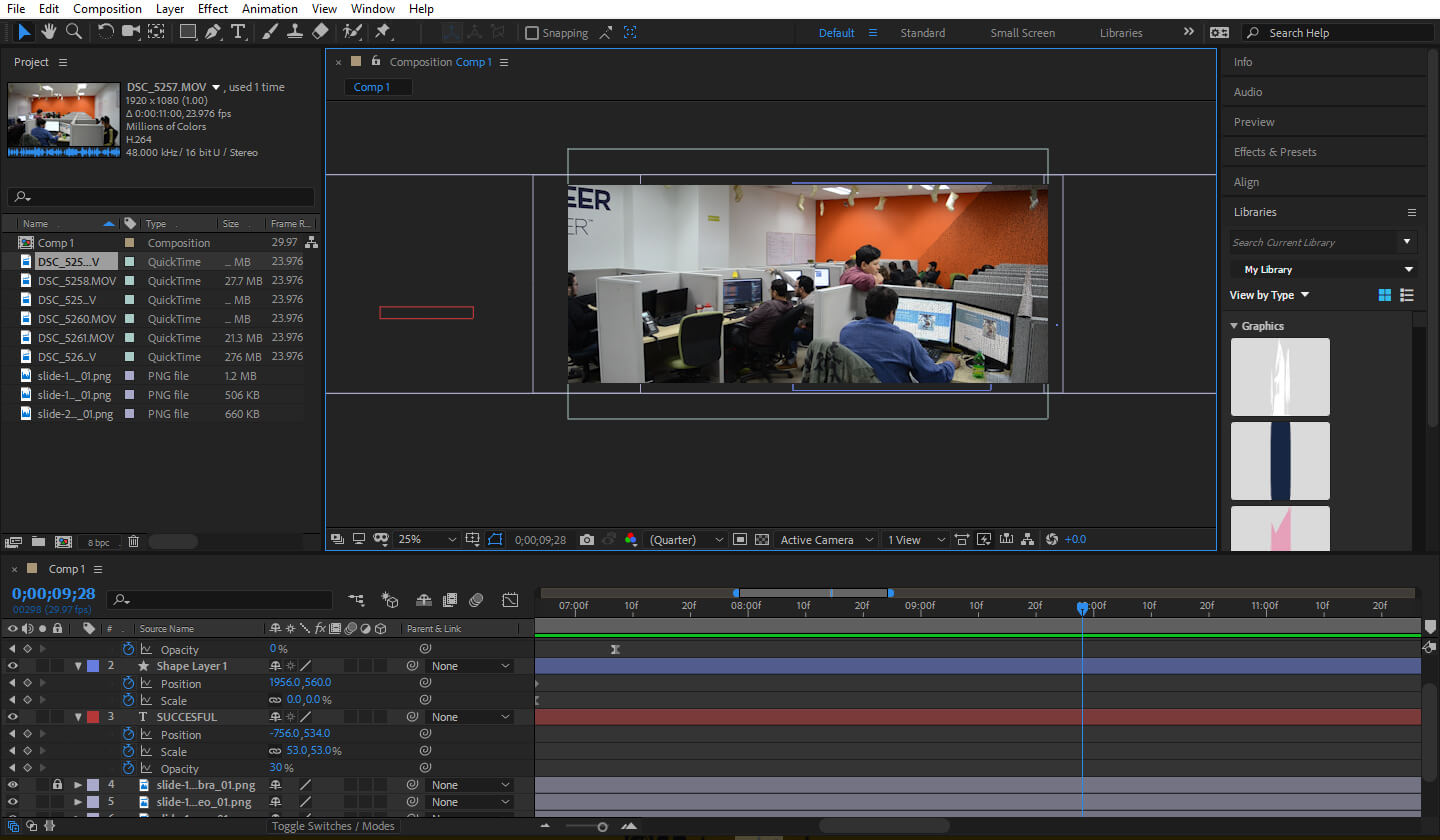 File Edit Composition Layer Effect Animation View Window Help
Snapping Default Standard Small Screen Libraries Search Help
Project
DSC_5257.MOV , used 1 time
1920 x 1080 (1.00)
Δ 0:00:11:00, 23.976 fps
Millions of Colors
H.264
48.000 kHz / 16 bit U / Stereo
Name Type Size Frame R...
Comp 1 Composition 29.97
DSC_525...V QuickTime ... MB 23.976
DSC_5258.MOV QuickTime 27.7 MB 23.976
DSC_525...V QuickTime ... MB 23.976
DSC_5260.MOV QuickTime ... MB 23.976
DSC_5261.MOV QuickTime 21.3 MB 23.976
DSC_526...V QuickTime 276 MB 23.976
slide-1..._01.png PNG file 1.2 MB
slide-1..._01.png PNG file 506 KB
slide-2..._01.png PNG file 660 KB
8 bpc
Composition Comp 1
Comp 1
EER
ER™
25% 0;00;09;28 (Quarter) Active Camera 1 View +0.0
Info
Audio
Preview
Effects & Presets
Align
Libraries
Search Current Library
My Library
View by Type
Graphics
Comp 1
0;00;09;28
00298 (29.97 fps)
07:00f 10f 20f 08:00f 10f 20f 09:00f 10f 20f :00f 10f 20f 11:00f 10f 20f
# Source Name fx Parent & Link
Opacity 0%
2 Shape Layer 1 None
Position 1956.0,560.0
Scale 0.0,0.0%
3 T SUCCESFUL None
Position -756.0,534.0
Scale 53.0,53.0%
Opacity 30%
4 slide-1...bra_01.png None
5 slide-1...eo_01.png None
Toggle Switches / Modes